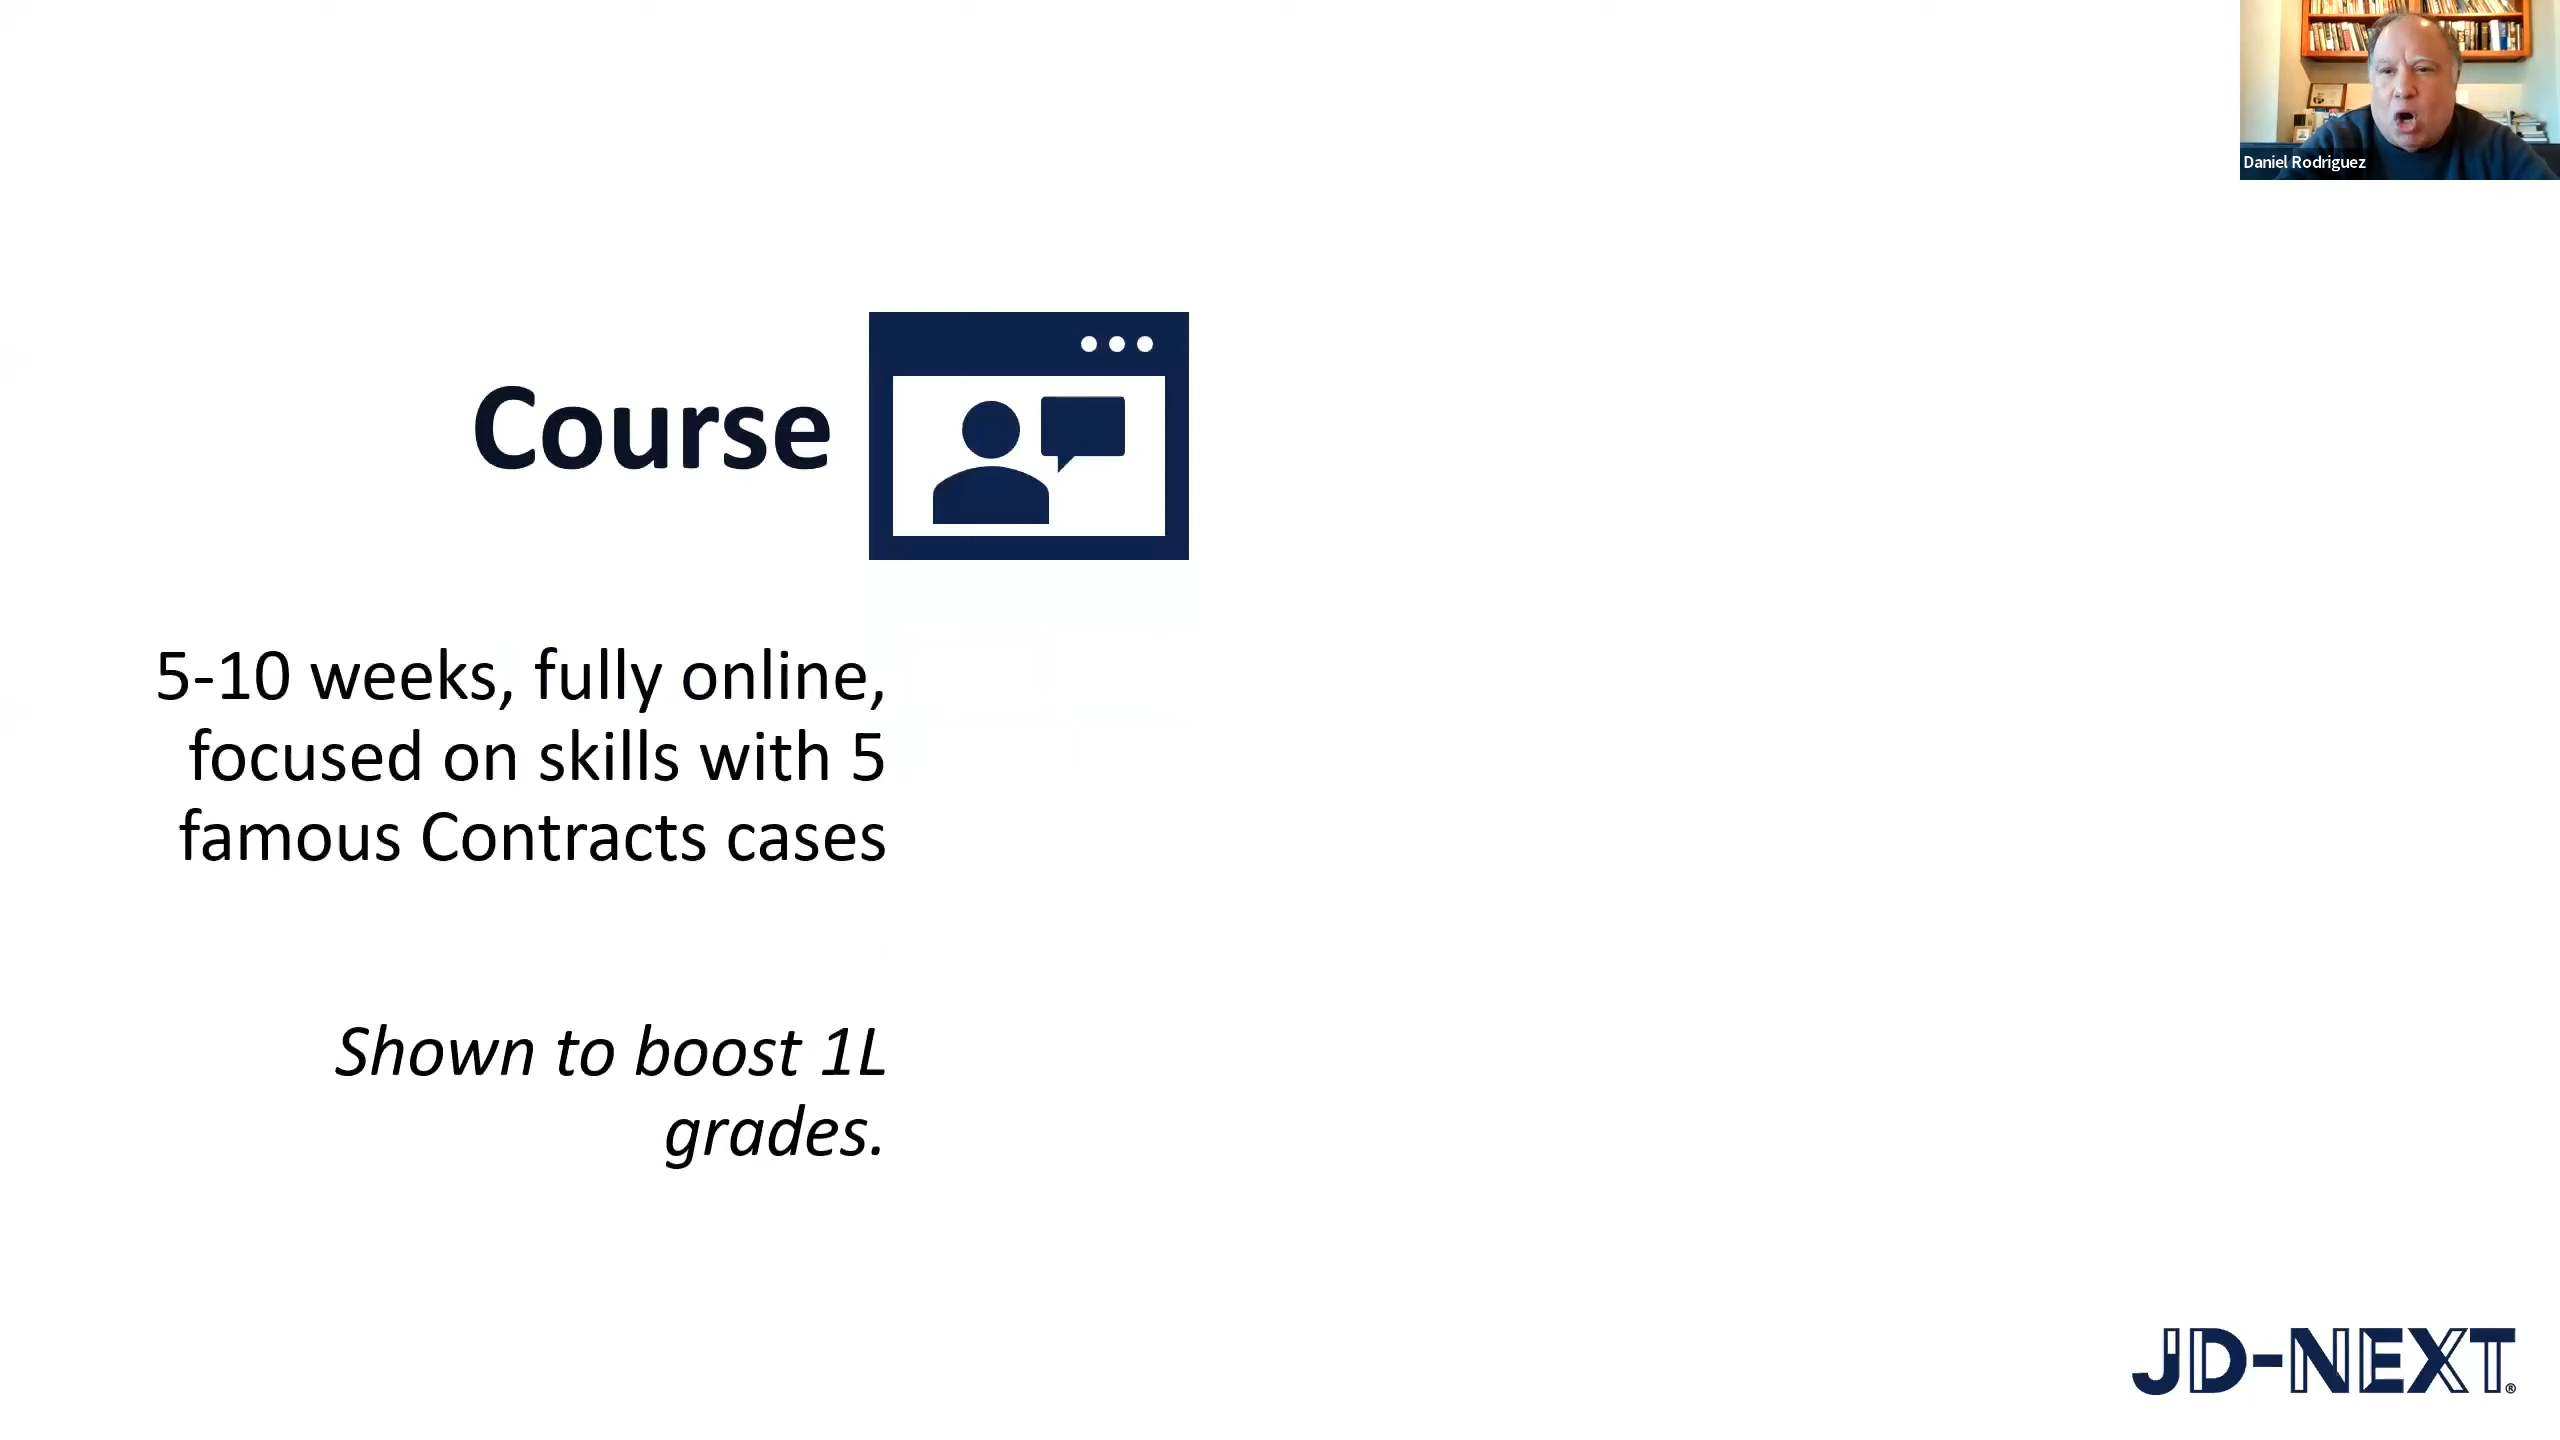 Daniel Rodriguez
Course
5-10 weeks, fully online,
focused on skills with 5
famous Contracts cases
Shown to boost 1L
grades.
JD-NEXT®